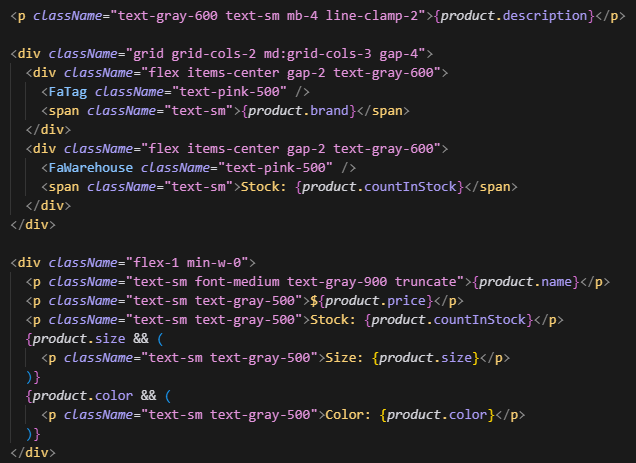 <p className="text-gray-600 text-sm mb-4 line-clamp-2">{product.description}</p>

<div className="grid grid-cols-2 md:grid-cols-3 gap-4">
  <div className="flex items-center gap-2 text-gray-600">
    <FaTag className="text-pink-500" />
    <span className="text-sm">{product.brand}</span>
  </div>
  <div className="flex items-center gap-2 text-gray-600">
    <FaWarehouse className="text-pink-500" />
    <span className="text-sm">Stock: {product.countInStock}</span>
  </div>
</div>

<div className="flex-1 min-w-0">
  <p className="text-sm font-medium text-gray-900 truncate">{product.name}</p>
  <p className="text-sm text-gray-500">${product.price}</p>
  <p className="text-sm text-gray-500">Stock: {product.countInStock}</p>
  {product.size && (
    <p className="text-sm text-gray-500">Size: {product.size}</p>
  )}
  {product.color && (
    <p className="text-sm text-gray-500">Color: {product.color}</p>
  )}
</div>